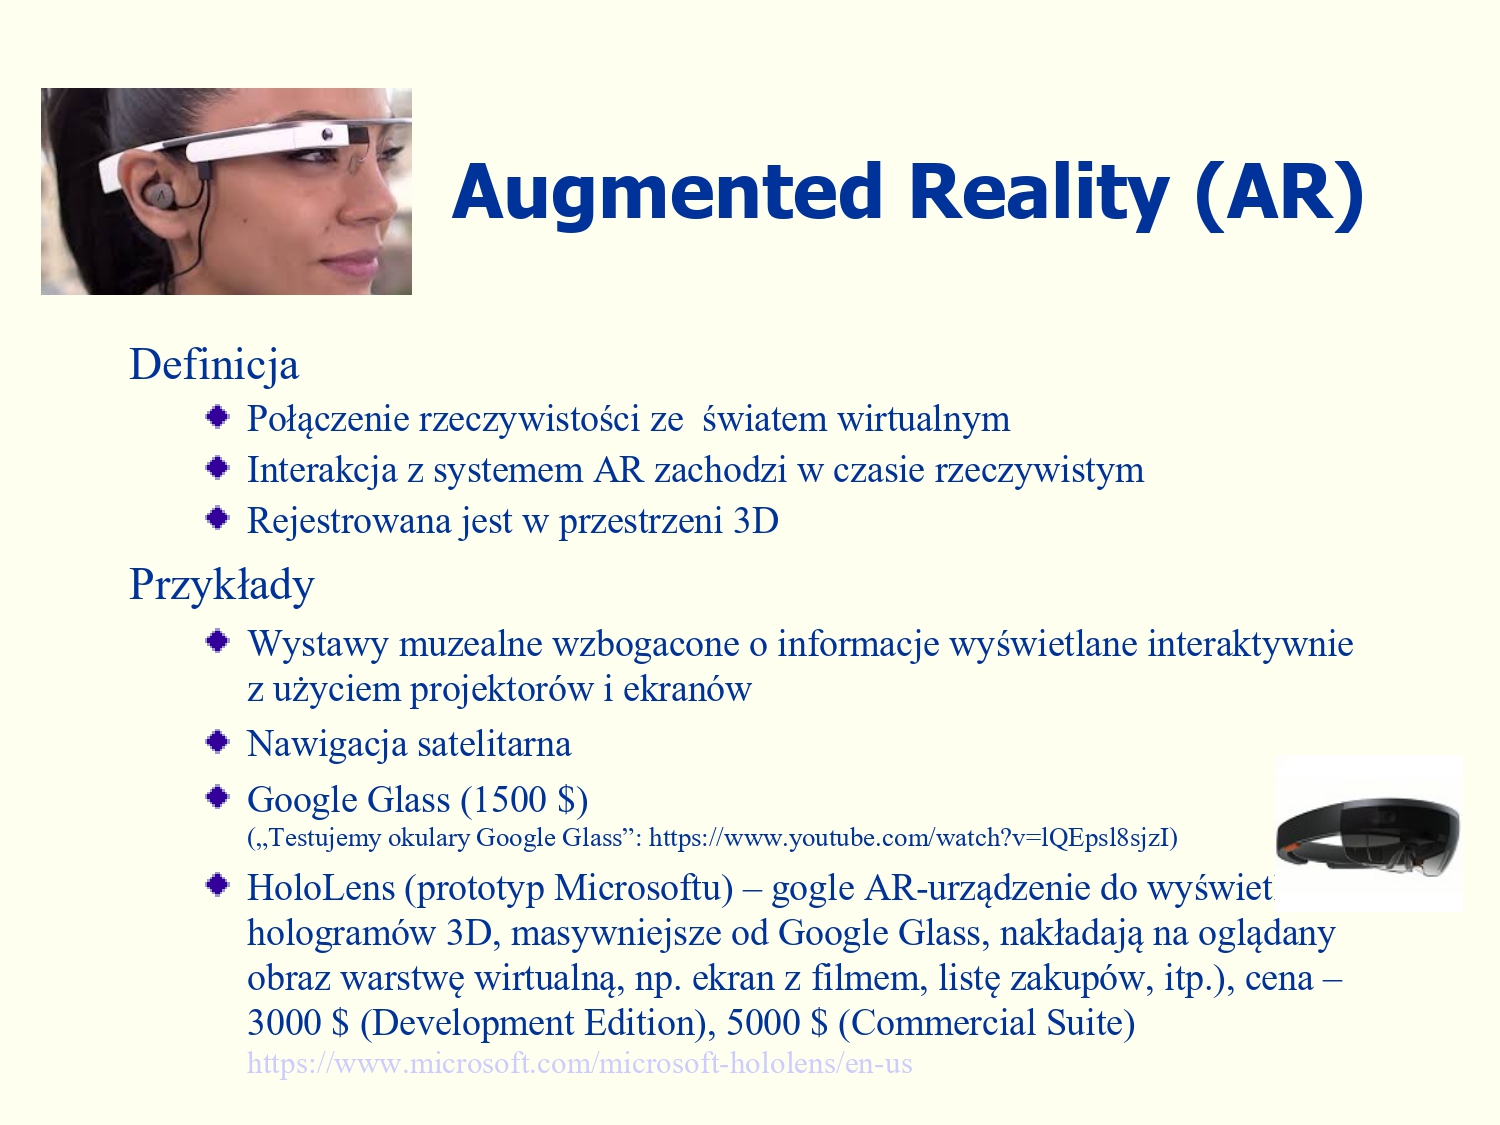 Augmented Reality (AR)
Definicja
Połączenie rzeczywistości ze  światem wirtualnym
Interakcja z systemem AR zachodzi w czasie rzeczywistym
Rejestrowana jest w przestrzeni 3D
Przykłady
Wystawy muzealne wzbogacone o informacje wyświetlane interaktywnie
z użyciem projektorów i ekranów
Nawigacja satelitarna
Google Glass (1500 $)
(„Testujemy okulary Google Glass”: https://www.youtube.com/watch?v=lQEpsl8sjzI)
HoloLens (prototyp Microsoftu) – gogle AR-urządzenie do
hologramów 3D, masywniejsze od Google Glass, nakładają na oglądany
obraz warstwę wirtualną, np. ekran z filmem, listę zakupów, itp.), cena –
3000 $ (Development Edition), 5000 $ (Commercial Suite)
https://www.microsoft.com/microsoft-hololens/en-us